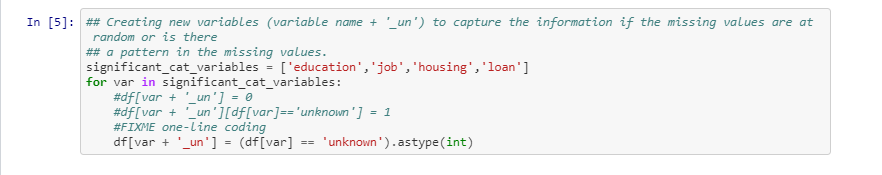 In [5]: ## Creating new variables (variable name + '_un') to capture the information if the missing values are at
random or is there
## a pattern in the missing values.
significant_cat_variables = ['education','job','housing','loan']
for var in significant_cat_variables:
    #df[var + '_un'] = 0
    #df[var + '_un'][df[var]=='unknown'] = 1
    #FIXME one-line coding
    df[var + '_un'] = (df[var] == 'unknown').astype(int)